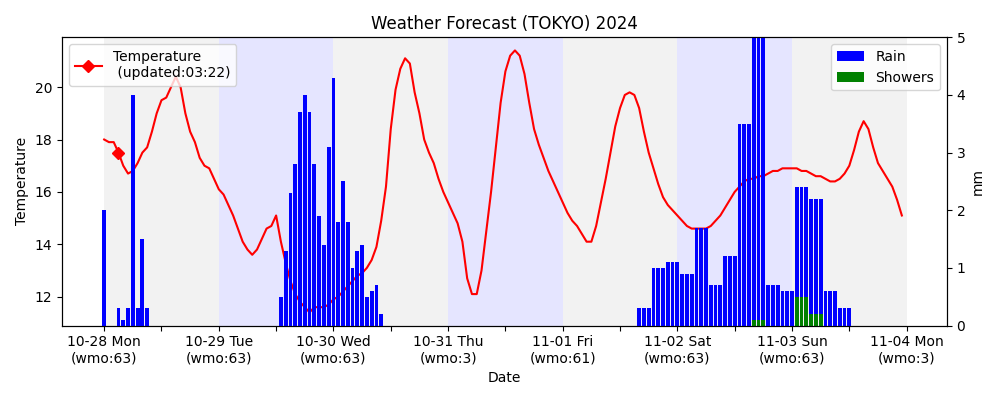 Weather Forecast (TOKYO) 2024
Temperature
(updated:03:22)
Rain
Showers
Temperature
20
18
16
14
12
5
4
3
2
1
0
mm
10-28 Mon
(wmo:63)
10-29 Tue
(wmo:63)
10-30 Wed
(wmo:63)
10-31 Thu
(wmo:3)
11-01 Fri
(wmo:61)
11-02 Sat
(wmo:63)
11-03 Sun
(wmo:63)
11-04 Mon
(wmo:3)
Date